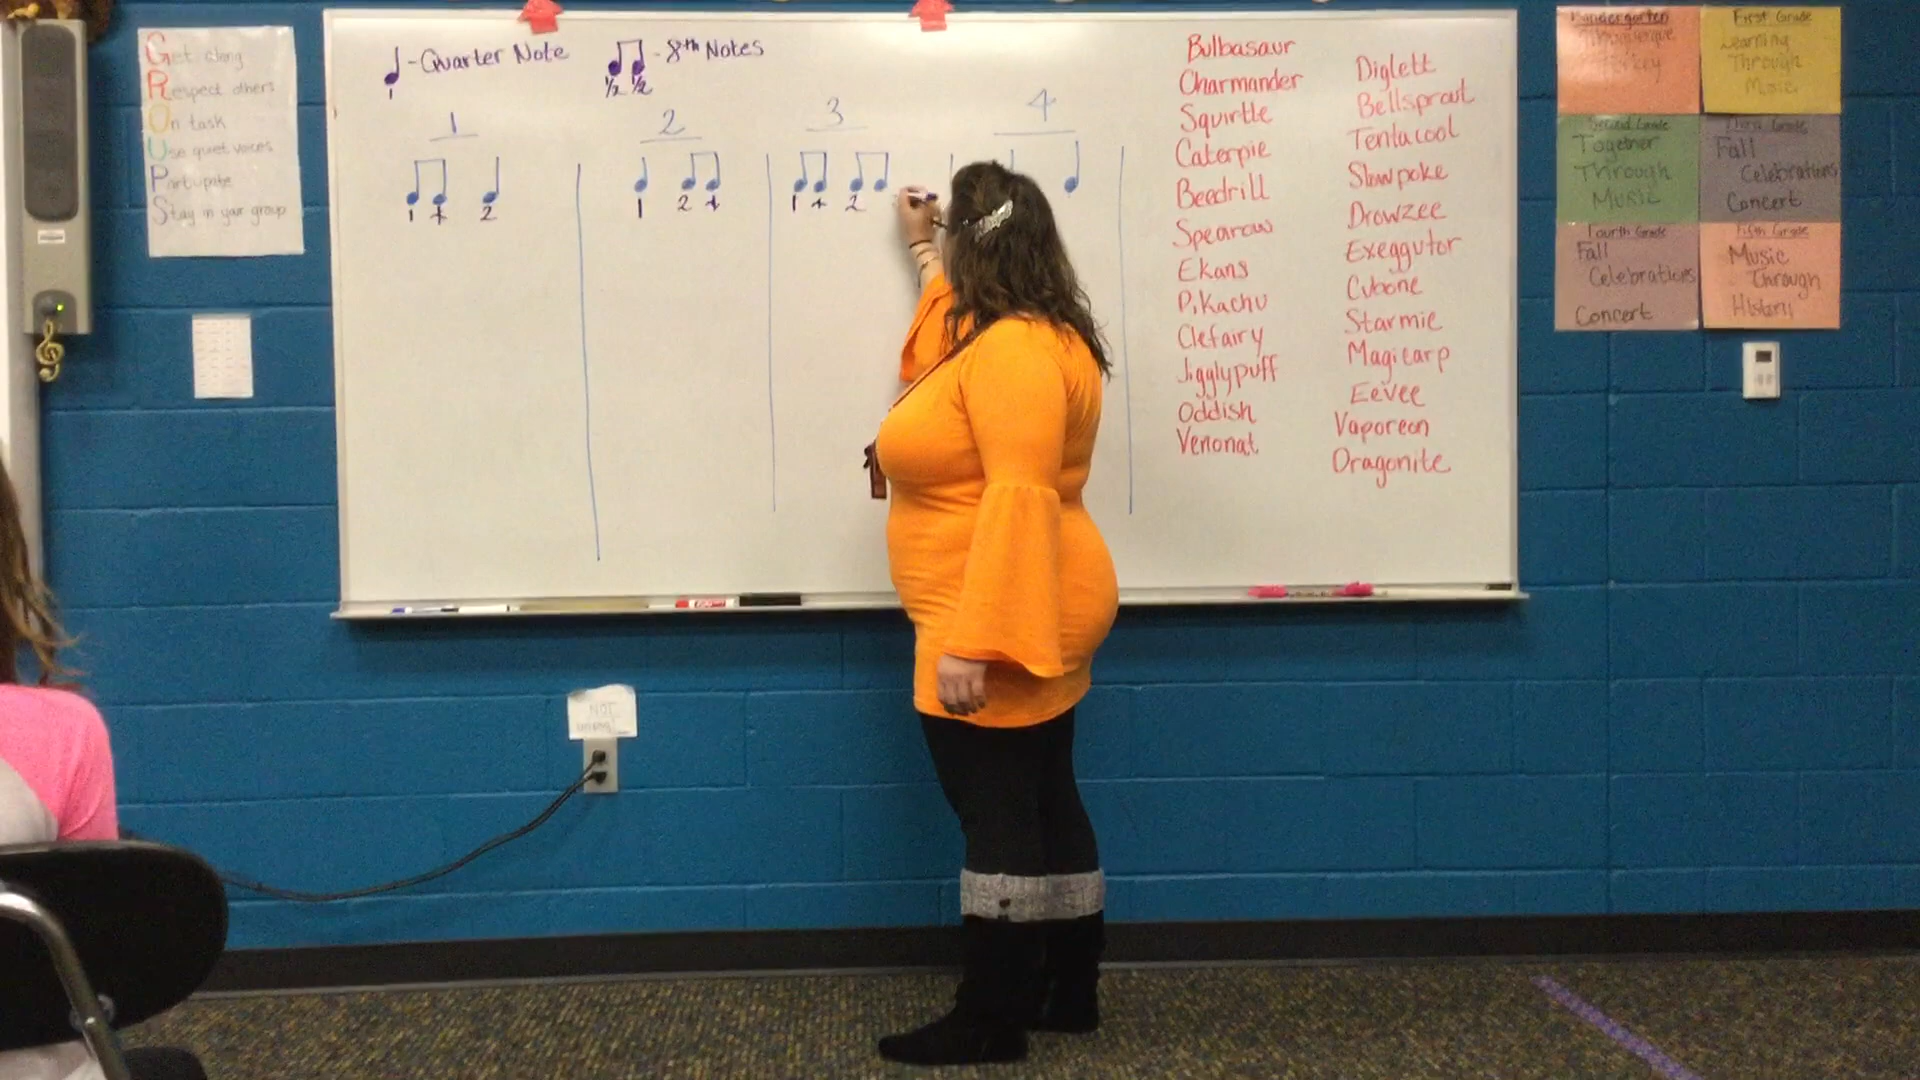 Get along
Respect others
On task
Use quiet voices
Participate
Stay in your group
- Quarter Note
1
- 8th Notes
1/2 1/2
1
1 + 2
2
1 2 +
3
1 + 2
4
Bulbasaur
Charmander
Squirtle
Caterpie
Beedrill
Spearow
Ekans
Pikachu
Clefairy
Jigglypuff
Oddish
Venonat
Diglett
Bellsprout
Tentacool
Slowpoke
Drowzee
Exeggutor
Cubone
Starmie
Magicarp
Eevee
Vaporeon
Dragonite
Kindergarten
Turkey
First Grade
Learning
Through
Music
Second Grade
Together
Through
Music
Third Grade
Fall
Celebrations
Concert
Fourth Grade
Fall
Celebrations
Concert
Fifth Grade
Music
Through
History
NOT